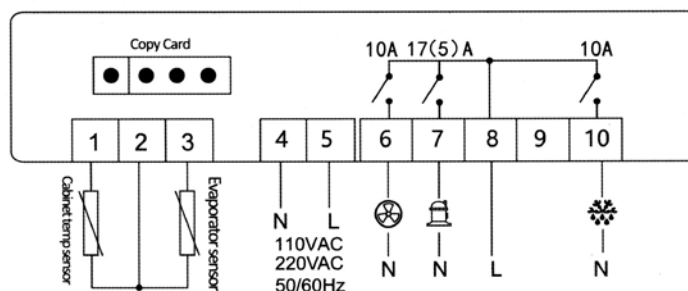 Copy Card
10A 17(5)A 10A
1 2 3 4 5 6 7 8 9 10
Cabinet temp sensor
Evaporator sensor
N L N N L N
110VAC
220VAC
50/60Hz